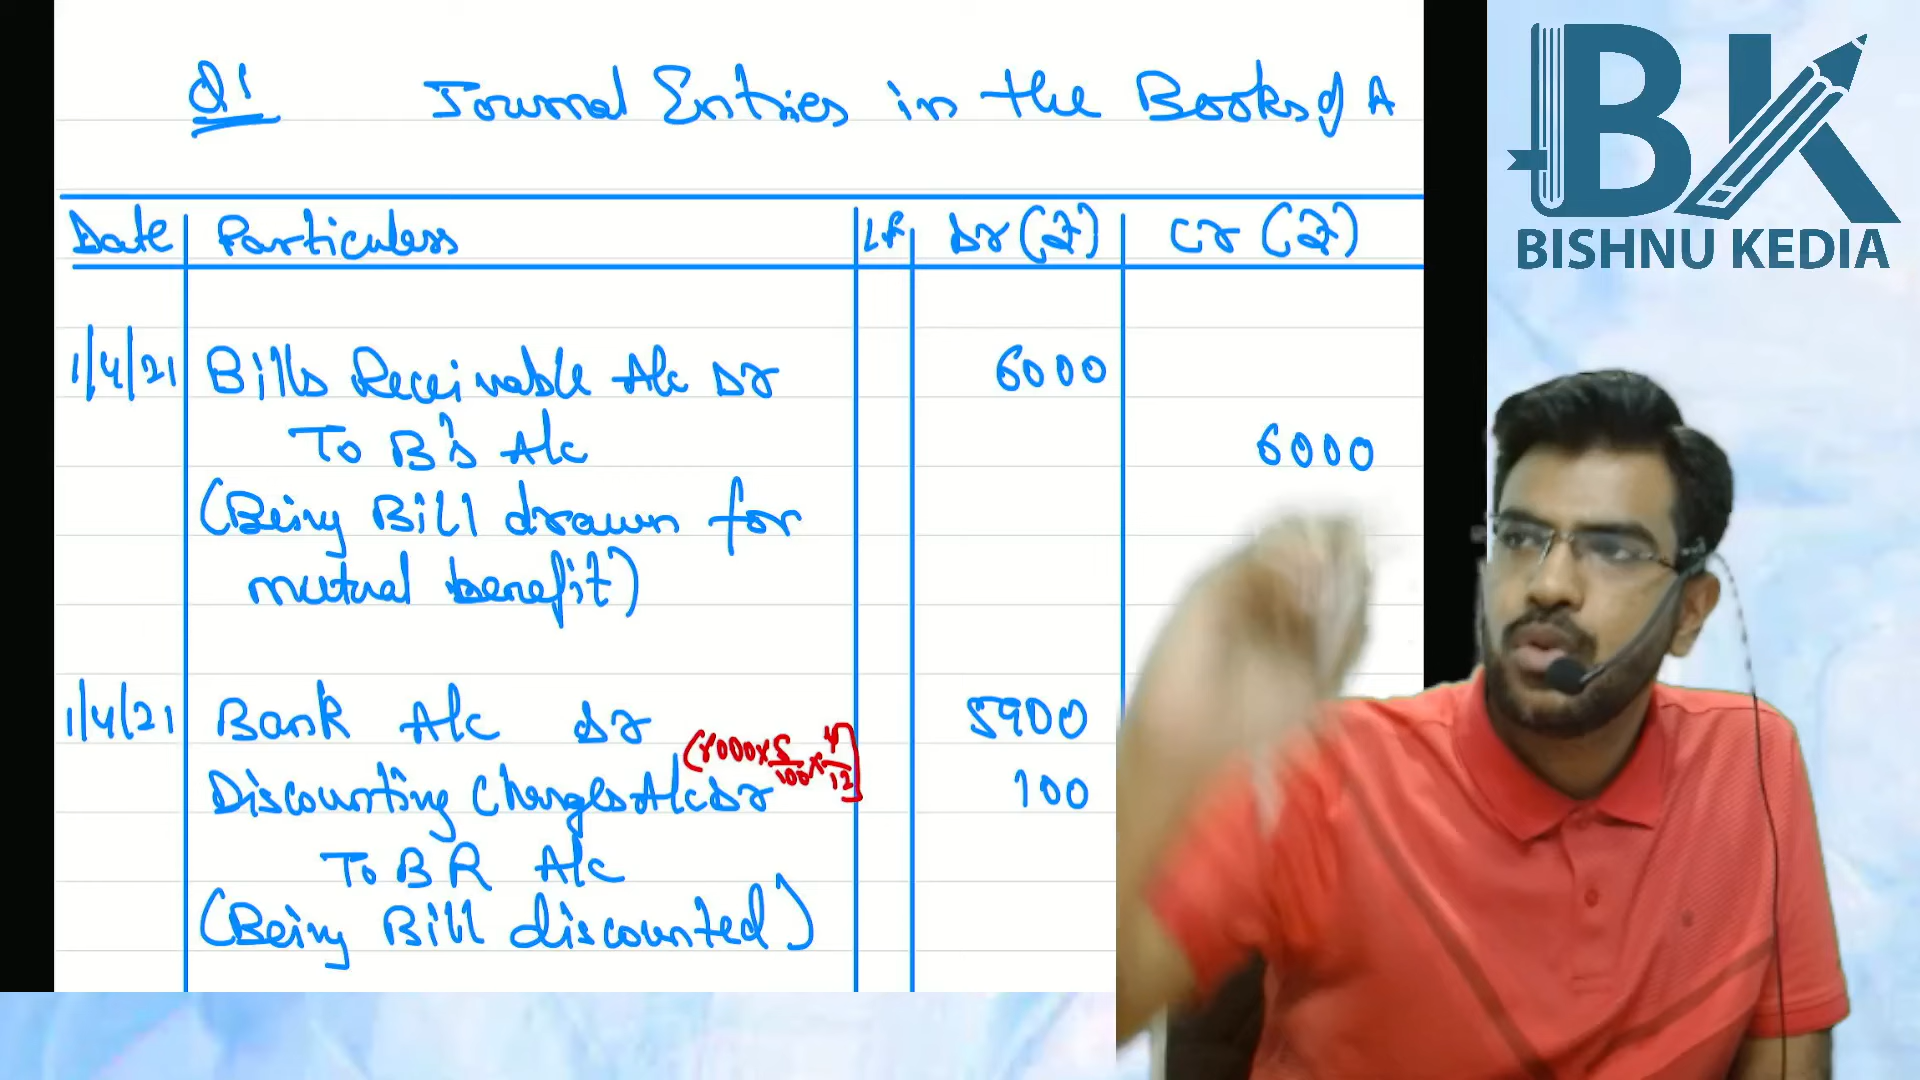 Q1 Journal Entries in the Books of A
Date Particulars LF Dr (₹) Cr (₹)
1/4/21 Bills Receivable A/c Dr 6000
To B's A/c 6000
(Being Bill drawn for
mutual benefit)
1/4/21 Bank A/c Dr 5900
Discounting Charges A/c Dr 100
To BR A/c
(Being Bill discounted)
BK
BISHNU KEDIA